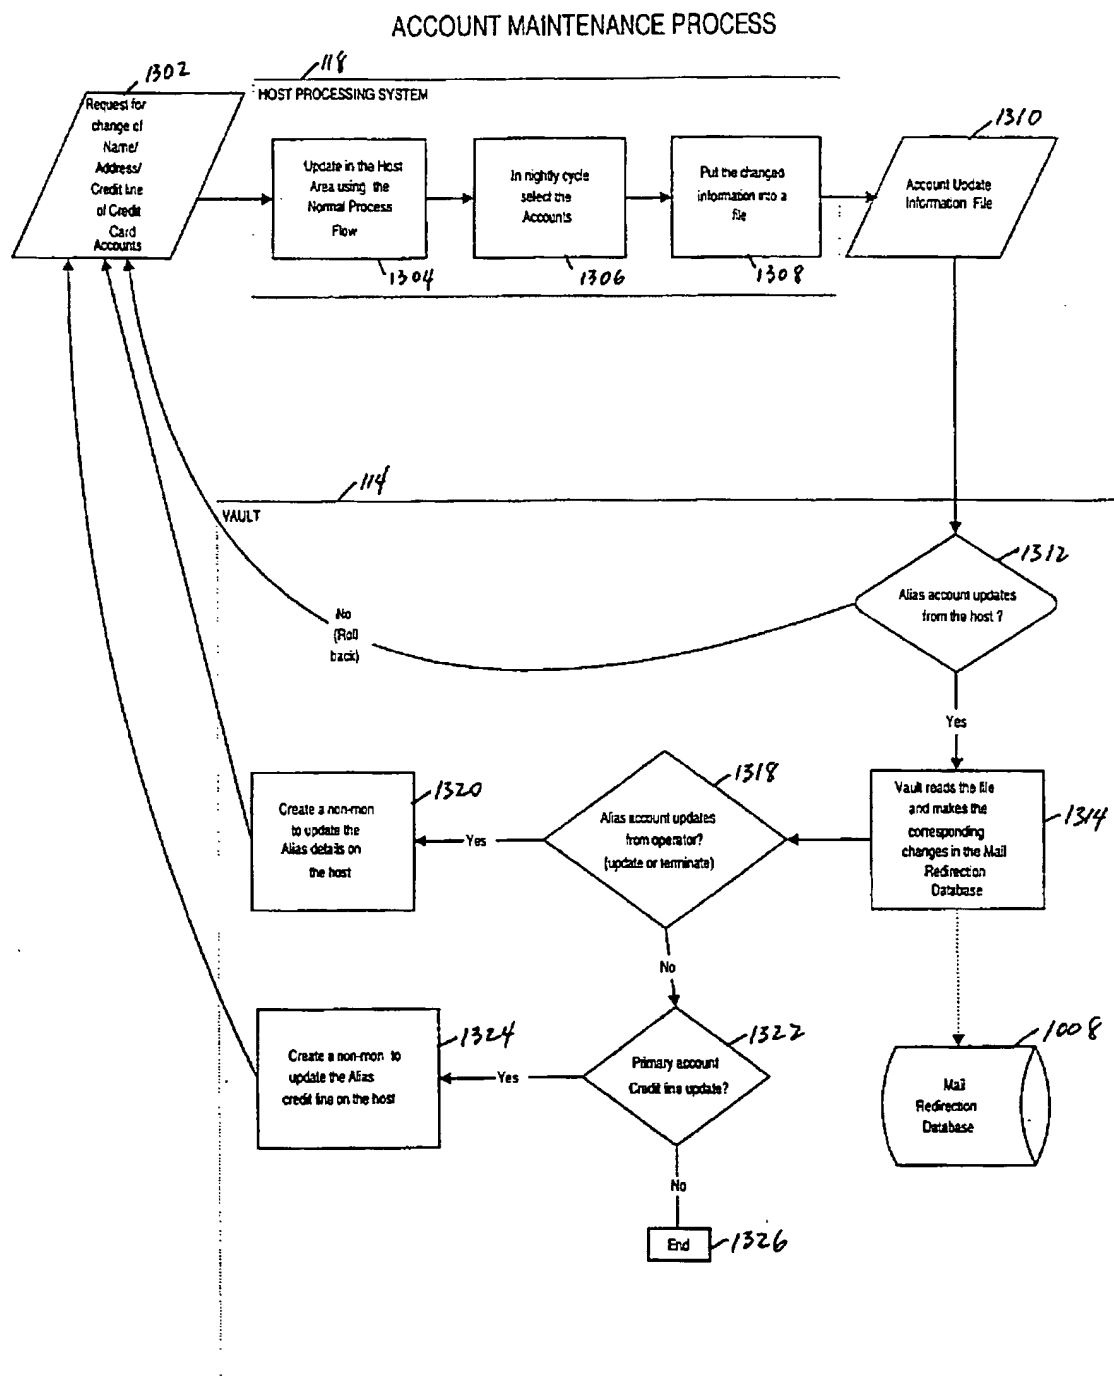 ACCOUNT MAINTENANCE PROCESS
1302
Request for
change of
Name/
Address/
Credit line
of Credit
Card
Accounts
118
HOST PROCESSING SYSTEM
Update in the Host
Area using the
Normal Process
Flow
1304
In nightly cycle
select the
Accounts
1306
Put the changed
information into a
file
1308
1310
Account Update
Information File
114
VAULT
1312
Alias account updates
from the host ?
No
(Roll
back)
Yes
1314
Vault reads the file
and makes the
corresponding
changes in the Mail
Redirection
Database
1318
Alias account updates
from operator?
(update or terminate)
Yes
1320
Create a non-mon
to update the
Alias details on
the host
No
1322
Primary account
Credit line update?
Yes
1324
Create a non-mon to
update the Alias
credit line on the host
1008
Mail
Redirection
Database
No
End
1326